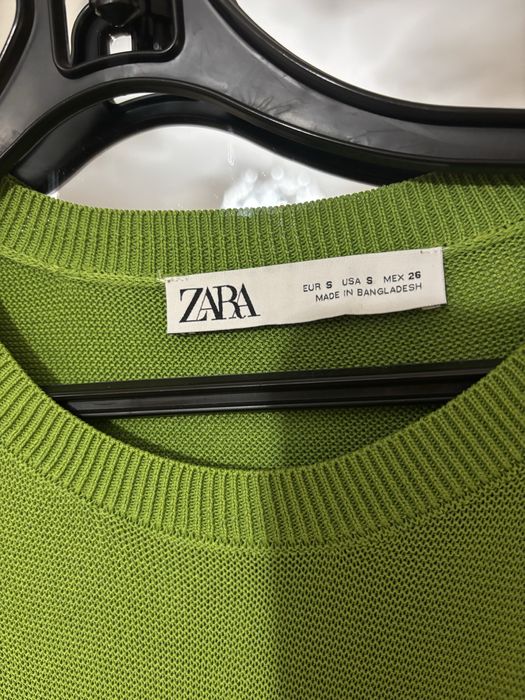 ZARA
EUR S USA S MEX 26
MADE IN BANGLADESH